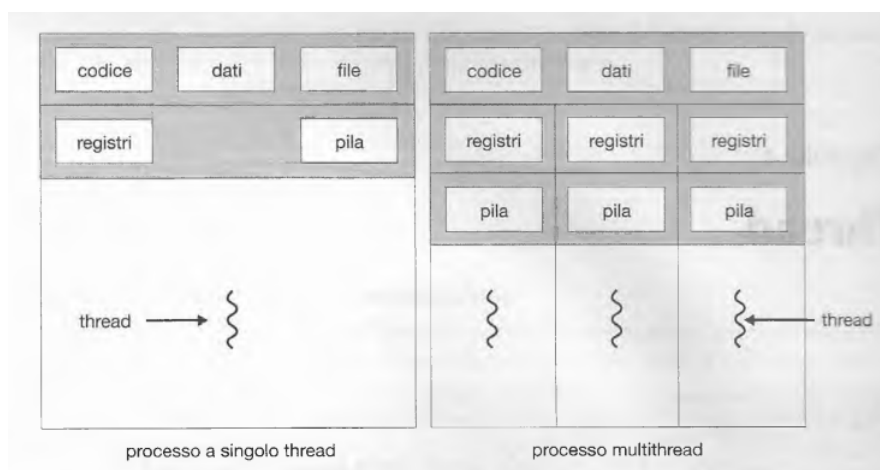 codice dati file
registri pila
thread
processo a singolo thread
codice dati file
registri registri registri
pila pila pila
thread
processo multithread